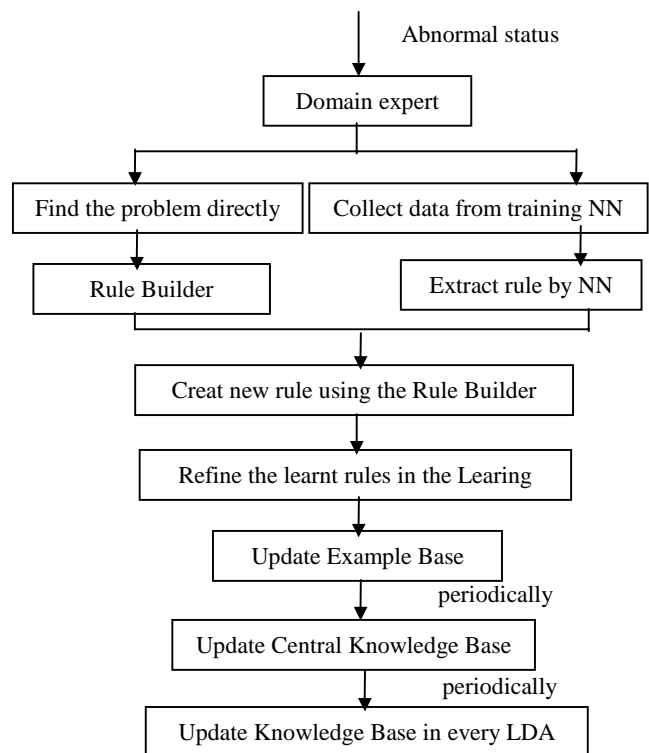 Abnormal status
Domain expert
Find the problem directly
Collect data from training NN
Rule Builder
Extract rule by NN
Creat new rule using the Rule Builder
Refine the learnt rules in the Learing
Update Example Base
periodically
Update Central Knowledge Base
periodically
Update Knowledge Base in every LDA